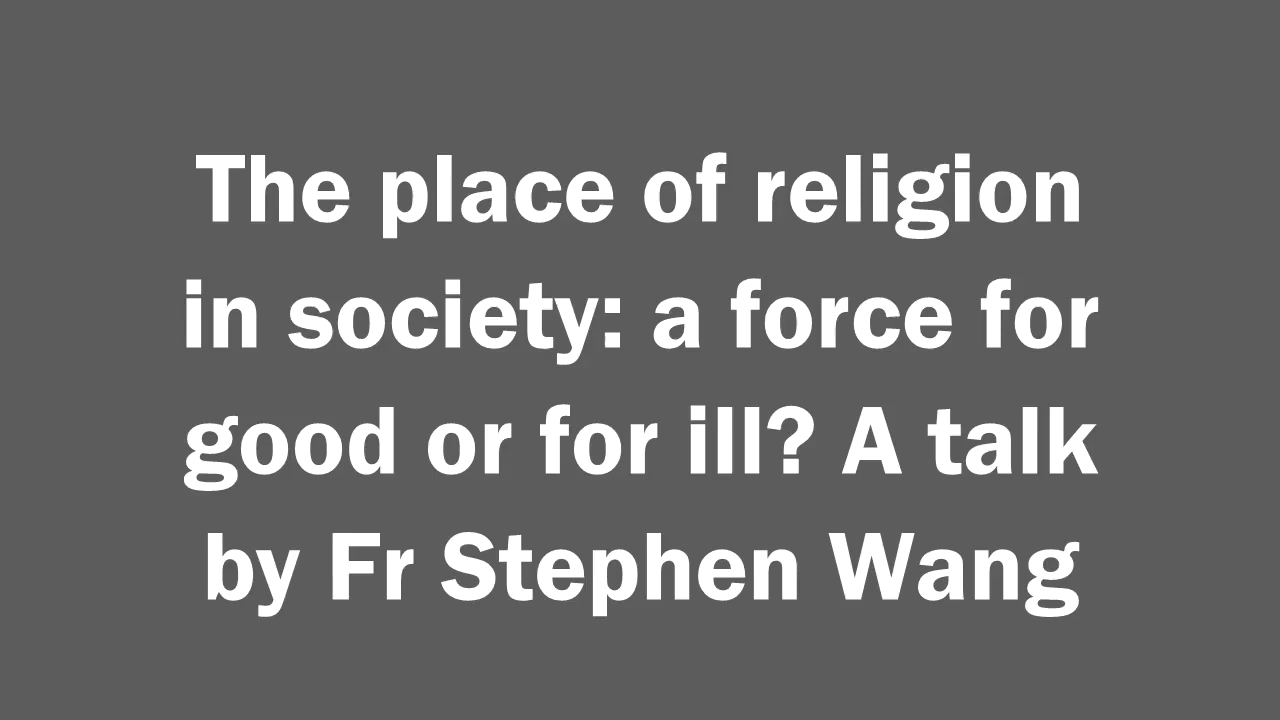 The place of religion
in society: a force for
good or for ill? A talk
by Fr Stephen Wang